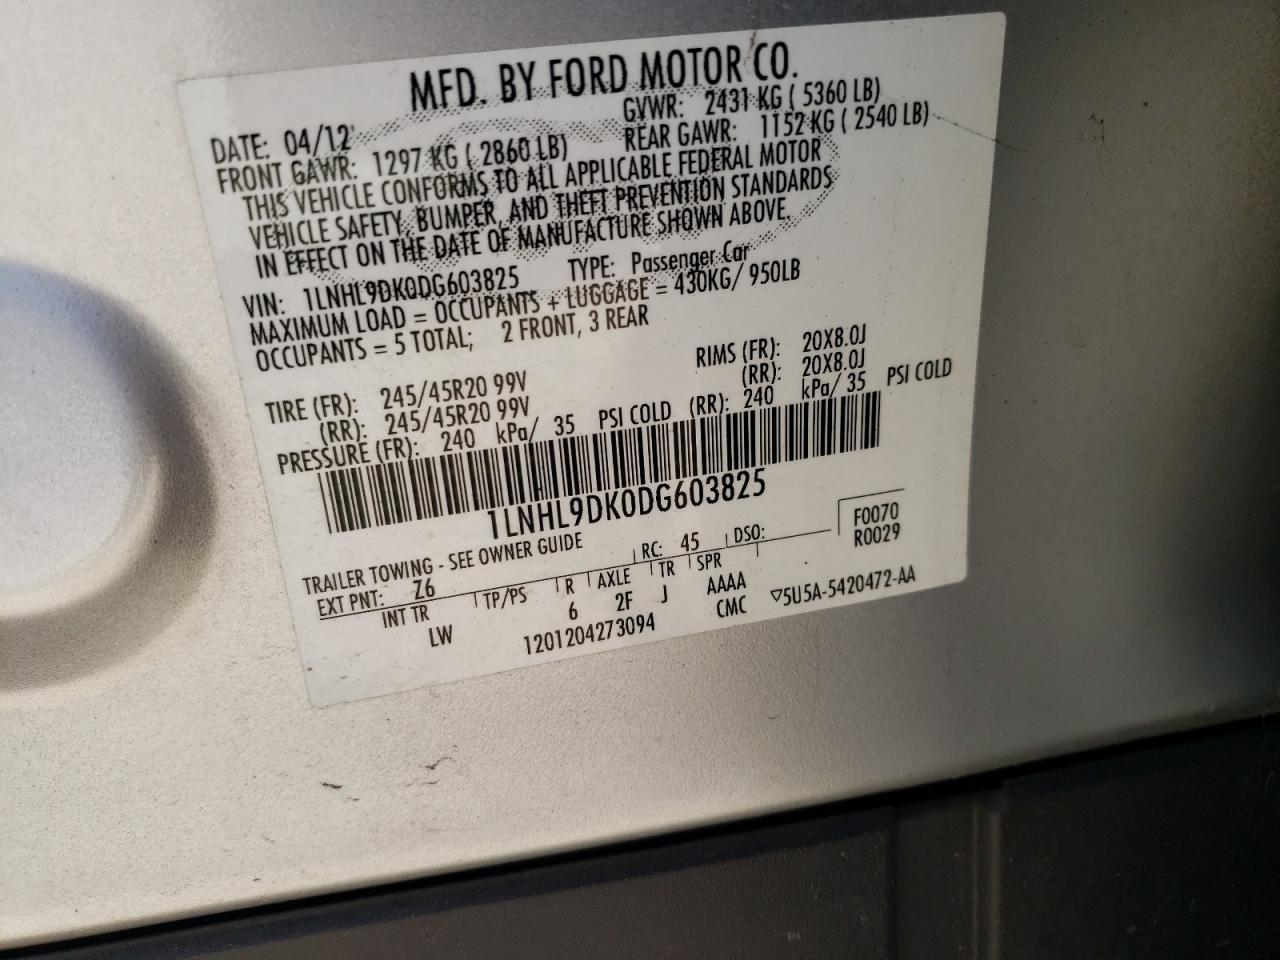 MFD. BY FORD MOTOR CO.
DATE: 04/12 GVWR: 2431 KG ( 5360 LB)
FRONT GAWR: 1297 KG ( 2860 LB) REAR GAWR: 1152 KG ( 2540 LB)
THIS VEHICLE CONFORMS TO ALL APPLICABLE FEDERAL MOTOR
VEHICLE SAFETY, BUMPER, AND THEFT PREVENTION STANDARDS
IN EFFECT ON THE DATE OF MANUFACTURE SHOWN ABOVE.
VIN: 1LNHL9DK0DG603825 TYPE: Passenger Car
MAXIMUM LOAD = OCCUPANTS + LUGGAGE = 430KG/ 950LB
OCCUPANTS = 5 TOTAL; 2 FRONT, 3 REAR
TIRE (FR): 245/45R20 99V RIMS (FR): 20X8.0J
(RR): 245/45R20 99V (RR): 20X8.0J
PRESSURE (FR): 240 kPa/ 35 PSI COLD (RR): 240 kPa/ 35 PSI COLD
1LNHL9DK0DG603825
TRAILER TOWING - SEE OWNER GUIDE
EXT PNT: Z6 RC: 45 DSO: F0070
R0029
INT TR TP/PS R AXLE TR SPR
LW 6 2F J AAAA
1201204273094 CMC ▽5U5A-5420472-AA